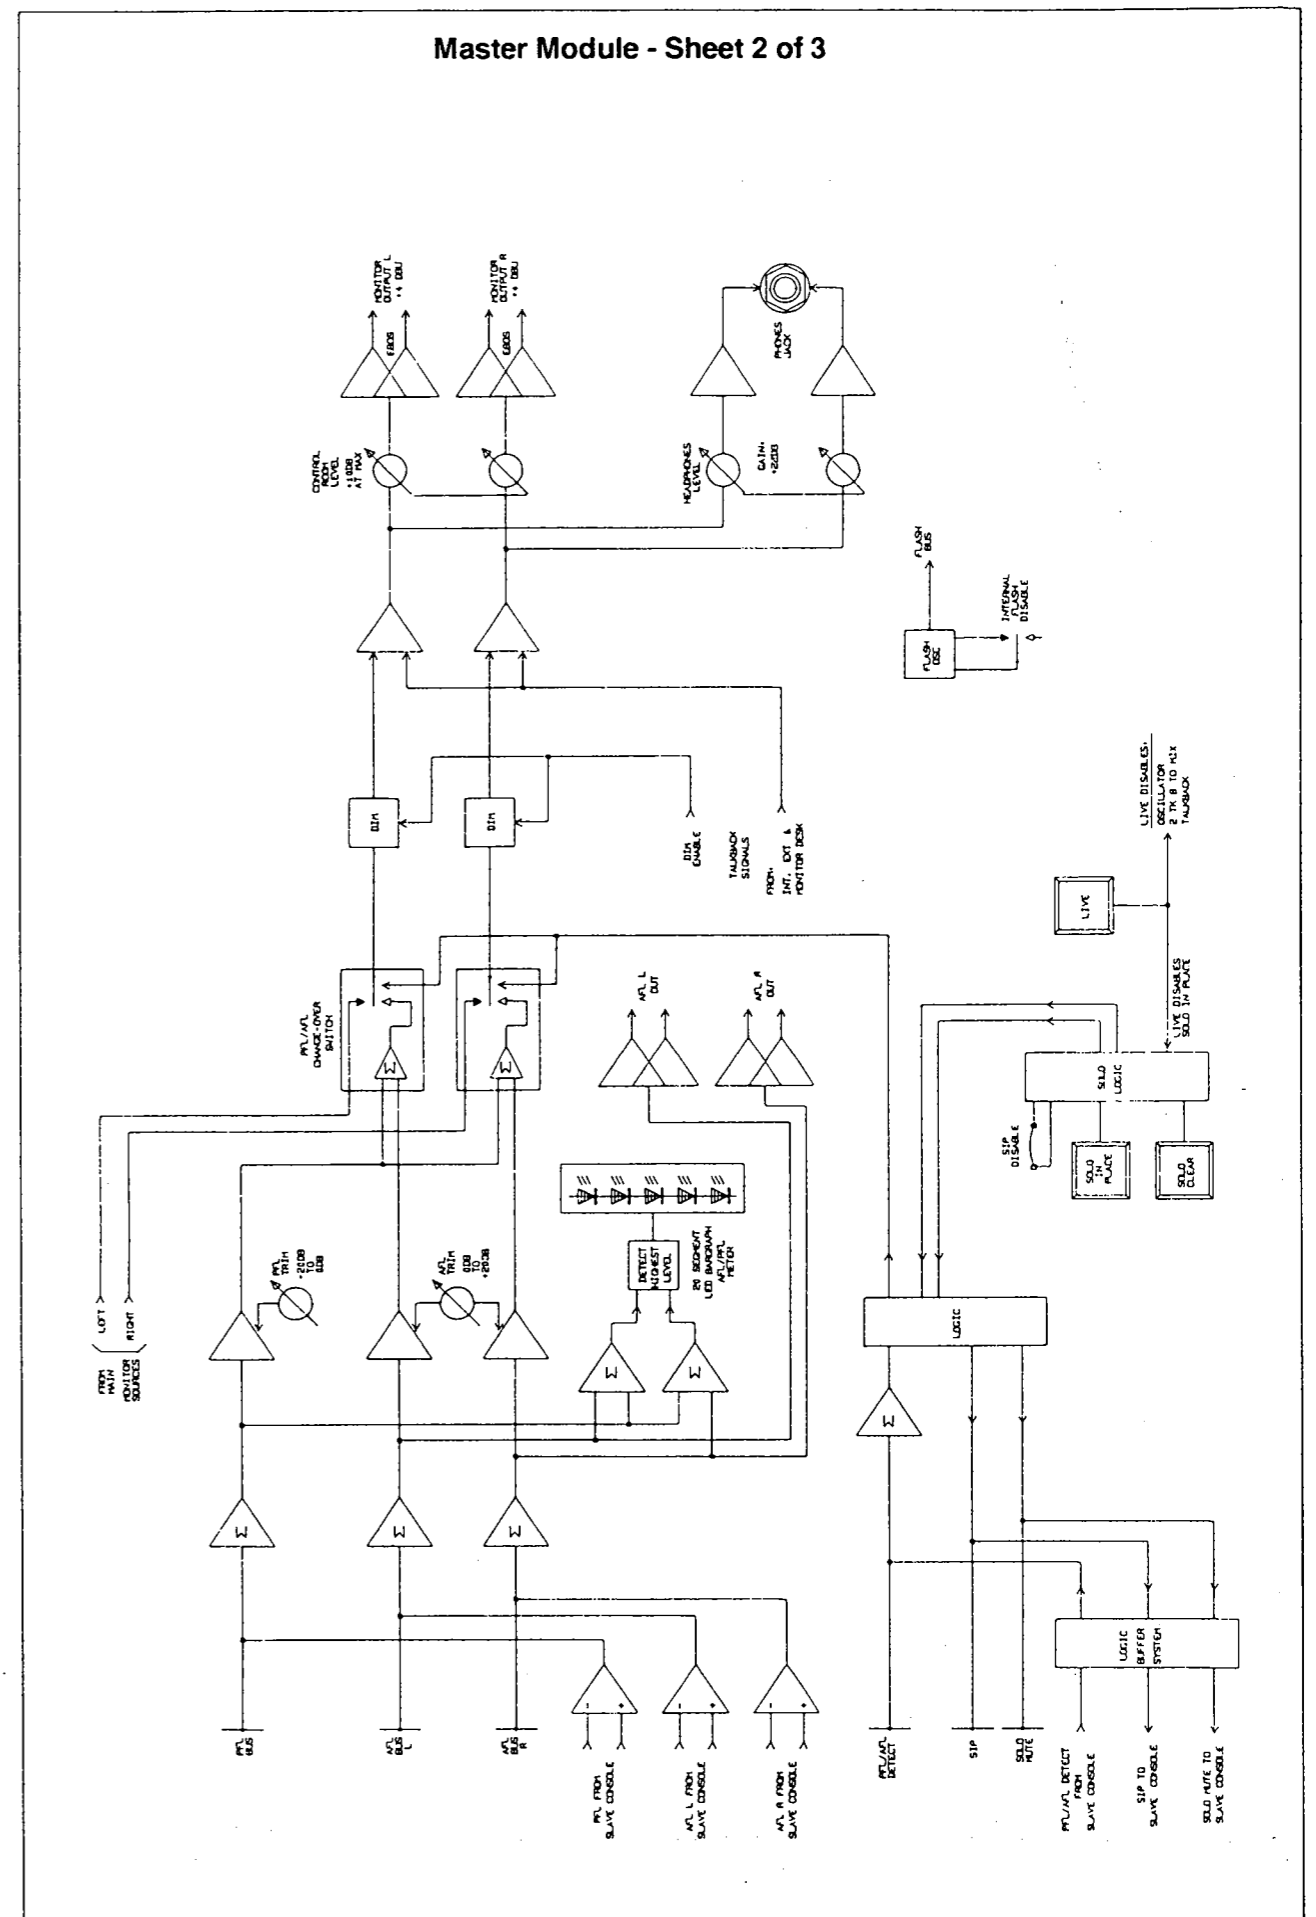 Master Module - Sheet 2 of 3
MONITOR
OUTPUT L
+4 DBU
EBOS
MONITOR
OUTPUT R
+4 DBU
EBOS
PHONES
JACK
CONTROL
ROOM
LEVEL
+10DB
AT MAX
HEADPHONES
LEVEL
GAIN:
+22DB
FLASH
BUS
FLASH
OSC
INTERNAL
FLASH
DISABLE
DIM
DIM
DIM
ENABLE
TALKBACK
SIGNALS
FROM:
INT, EXT &
MONITOR DESK
LIVE DISABLES:
OSCILLATOR
2 TK B TO MIX
TALKBACK
LIVE
LIVE DISABLES
SOLO IN PLACE
PFL/AFL
CHANGE-OVER
SWITCH
Σ
Σ
AFL L
OUT
AFL R
OUT
SOLO
LOGIC
SIP
DISABLE
SOLO
IN
PLACE
SOLO
CLEAR
PFL
TRIM
-20DB
TO
0DB
AFL
TRIM
0DB
TO
+20DB
DETECT
HIGHEST
LEVEL
20 SEGMENT
LED BARGRAPH
AFL/PFL
METER
LEFT
RIGHT
FROM
MAIN
MONITOR
SOURCES
LOGIC
Σ
Σ
Σ
Σ
Σ
Σ
LOGIC
BUFFER
SYSTEM
- +
- +
- +
PFL
BUS
AFL
BUS
L
AFL
BUS
R
PFL FROM
SLAVE CONSOLE
AFL L FROM
SLAVE CONSOLE
AFL R FROM
SLAVE CONSOLE
PFL/AFL
DETECT
SIP
SOLO
MUTE
PFL/AFL DETECT
FROM
SLAVE CONSOLE
SIP TO
SLAVE CONSOLE
SOLO MUTE TO
SLAVE CONSOLE